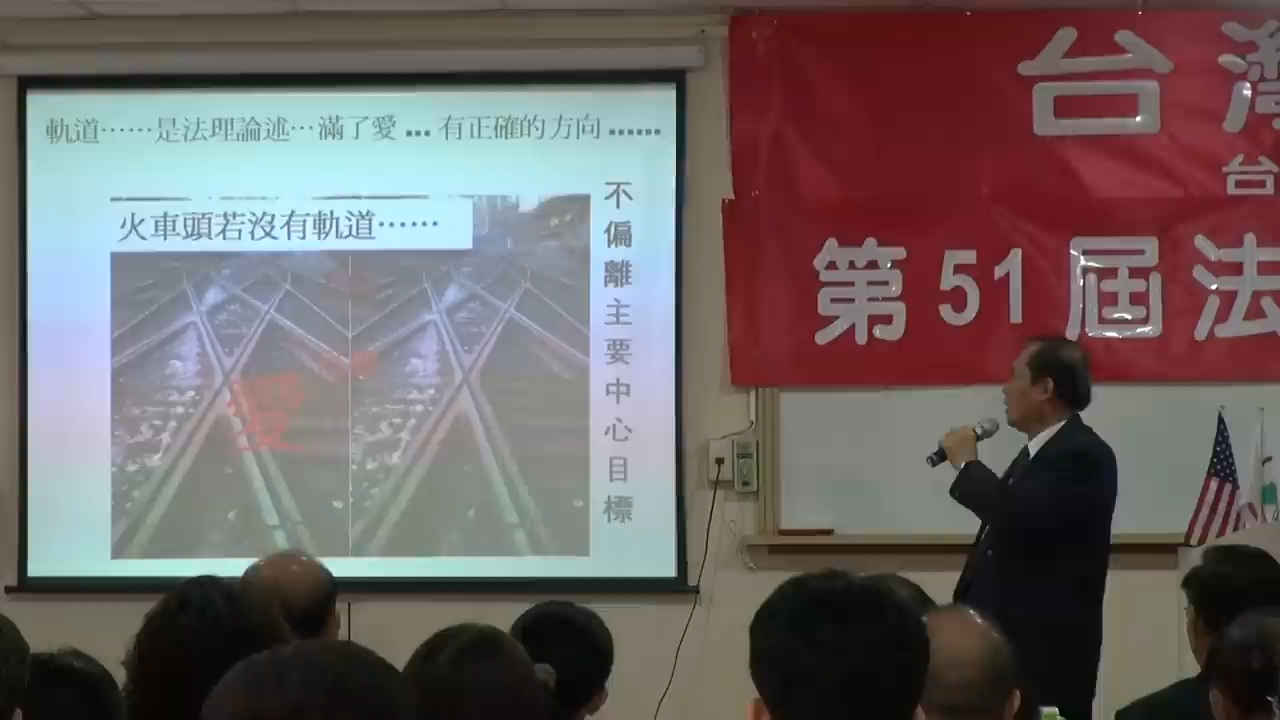 軌道……是法理論述…滿了愛 … 有正確的方向……
火車頭若沒有軌道……
愛
不偏離主要中心目標
台灣
台
第51屆法